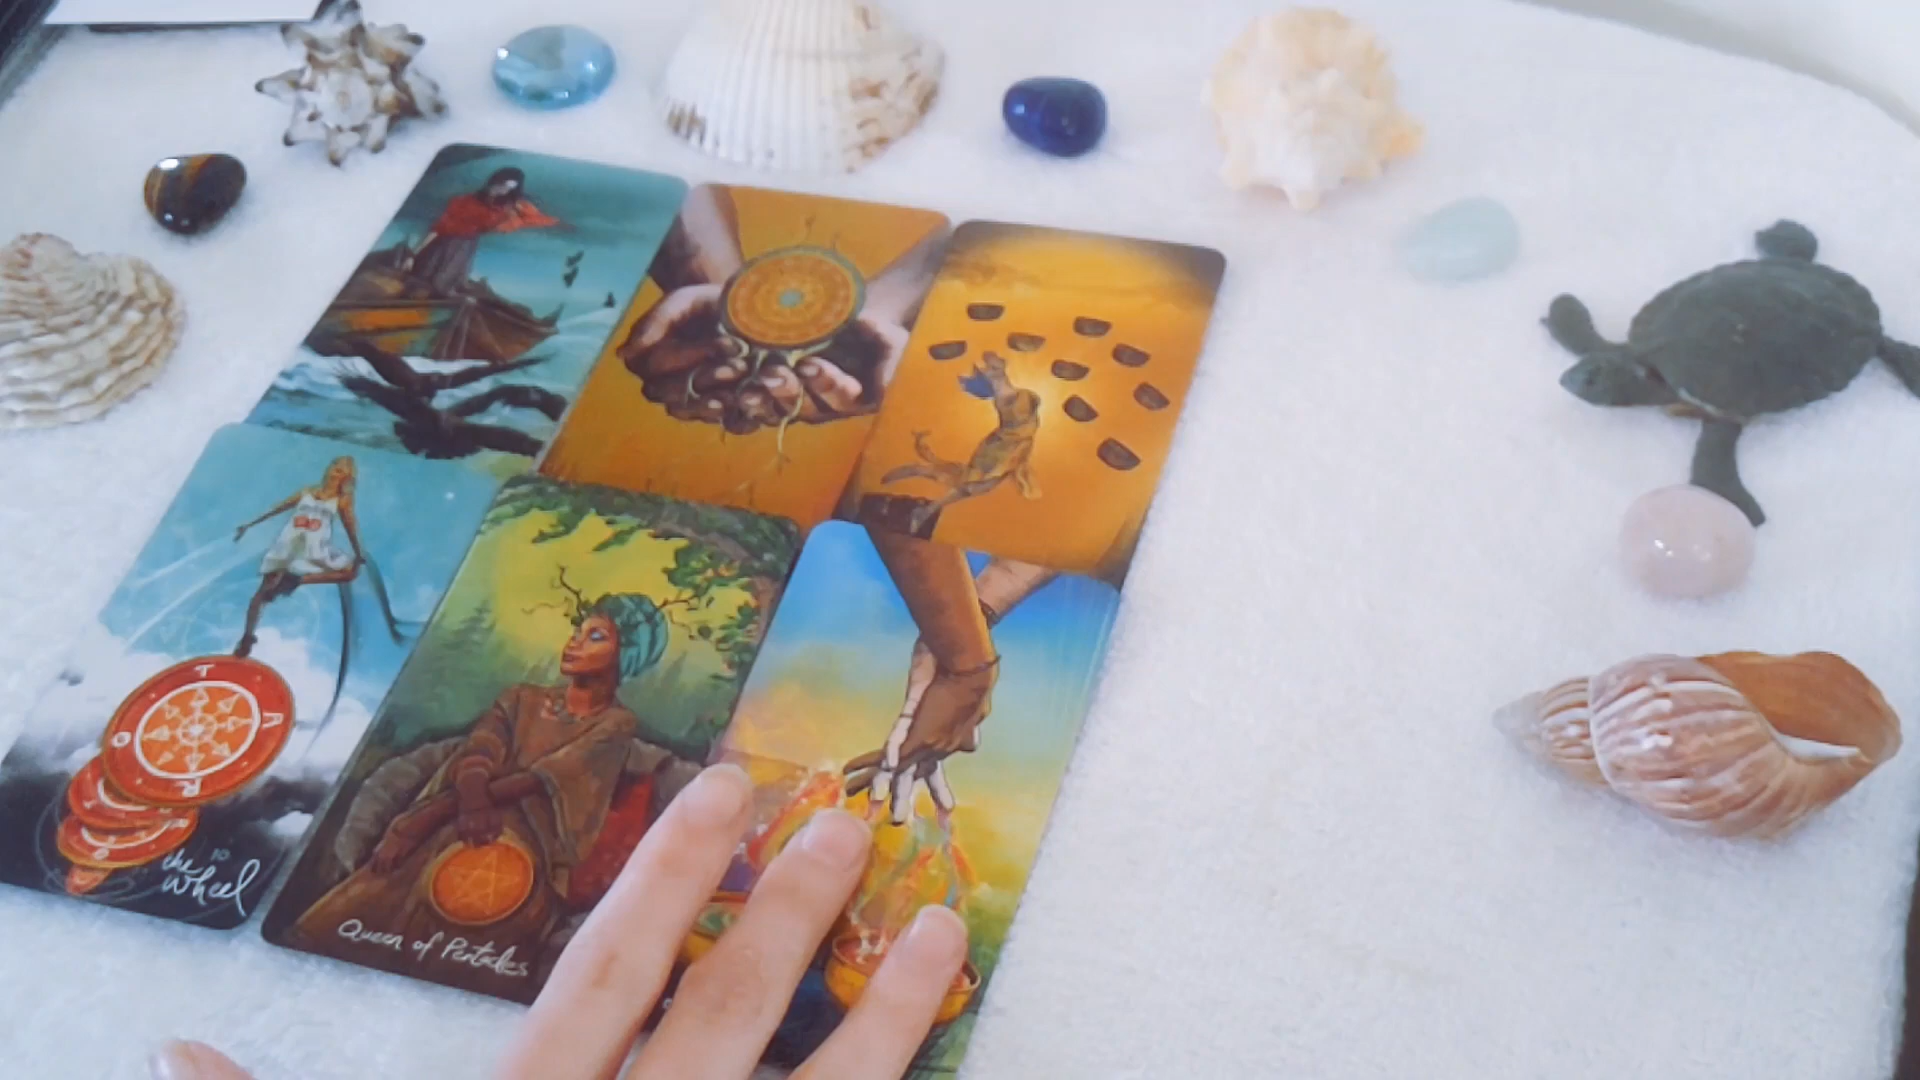 T
A
R
O
10
the
Wheel
Queen of Pentacles